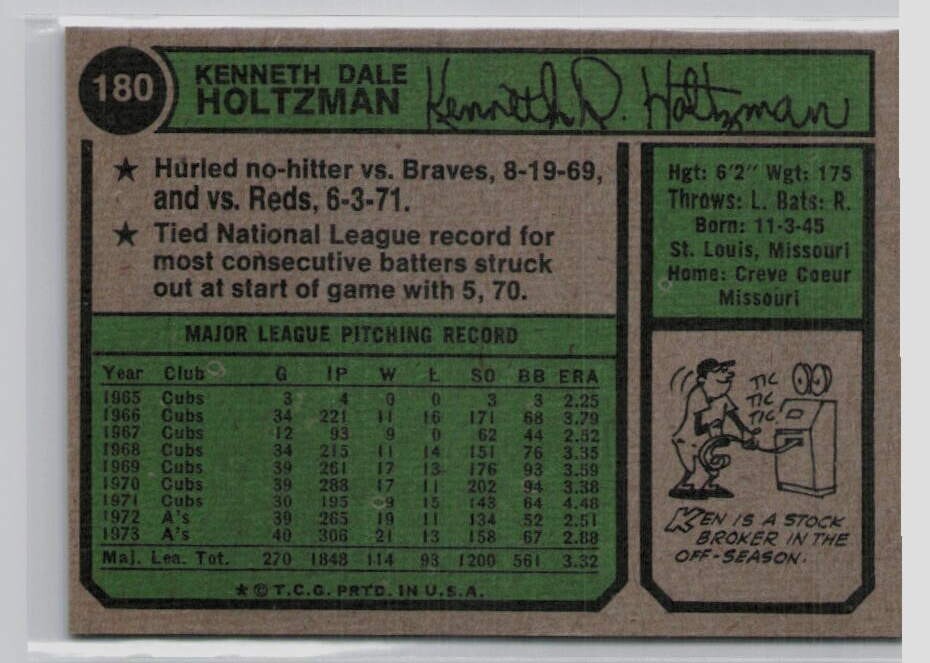 180
KENNETH DALE
HOLTZMAN
Kenneth D. Holtzman
★ Hurled no-hitter vs. Braves, 8-19-69,
and vs. Reds, 6-3-71.
★ Tied National League record for
most consecutive batters struck
out at start of game with 5, 70.
MAJOR LEAGUE PITCHING RECORD
Year Club G IP W L SO BB ERA
1965 Cubs 3 4 0 0 3 3 2.25
1966 Cubs 34 221 11 16 171 68 3.79
1967 Cubs 12 93 9 0 62 44 2.52
1968 Cubs 34 215 11 14 151 76 3.35
1969 Cubs 39 261 17 13 176 93 3.59
1970 Cubs 39 288 17 11 202 94 3.38
1971 Cubs 30 195 9 15 143 64 4.48
1972 A's 39 265 19 11 134 52 2.51
1973 A's 40 306 21 13 158 67 2.88
Maj. Lea. Tot. 270 1848 114 93 1200 561 3.32
★ © T.C.G. PRTD. IN U.S.A.
Hgt: 6'2" Wgt: 175
Throws: L. Bats: R.
Born: 11-3-45
St. Louis, Missouri
Home: Creve Coeur
Missouri
TIC
TIC
TIC
KEN IS A STOCK
BROKER IN THE
OFF-SEASON.